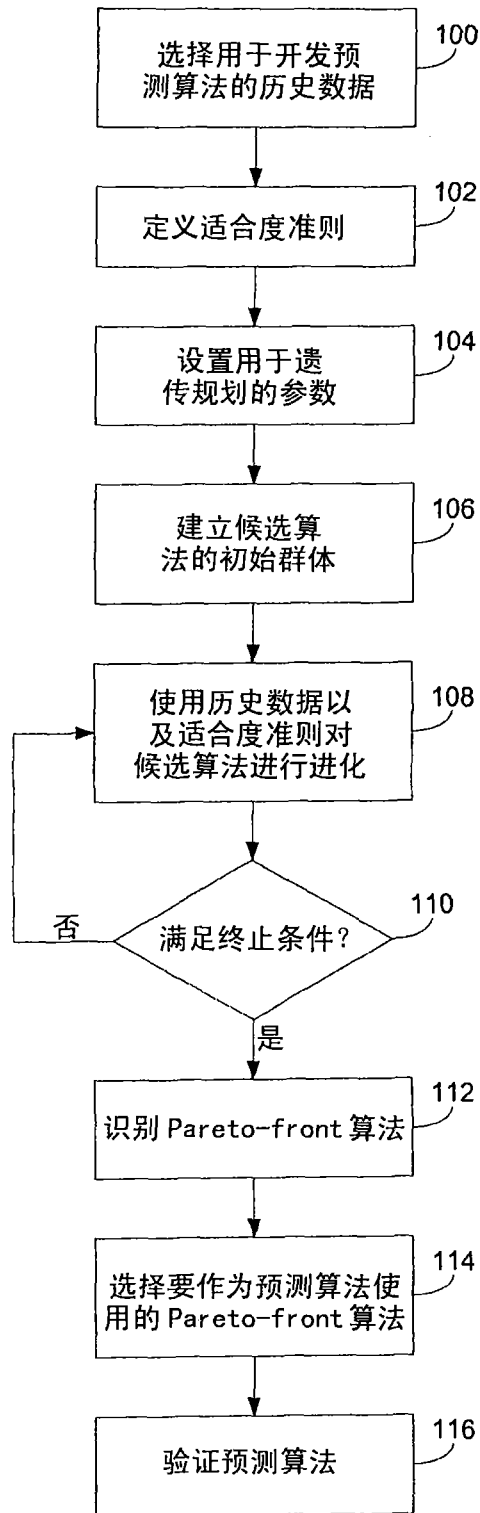 100
选择用于开发预
测算法的历史数据
102
定义适合度准则
104
设置用于遗
传规划的参数
106
建立候选算
法的初始群体
108
使用历史数据以
及适合度准则对
候选算法进行进化
110
满足终止条件?
否
是
112
识别 Pareto-front 算法
114
选择要作为预测算法使
用的 Pareto-front 算法
116
验证预测算法